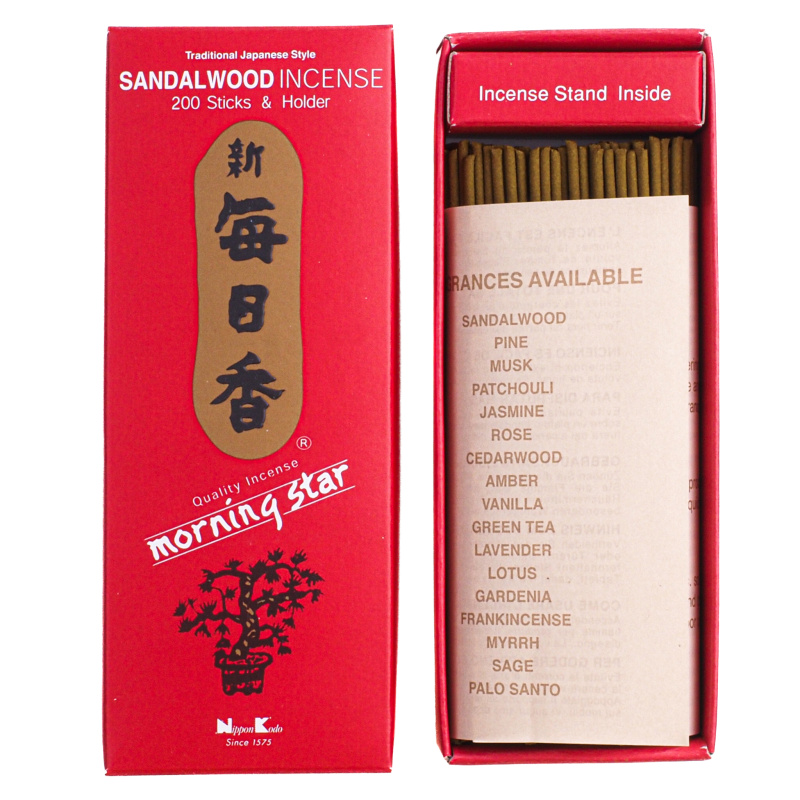 Traditional Japanese Style
SANDALWOOD INCENSE
200 Sticks & Holder
新
毎
日
香
®
Quality Incense
morning star
Nippon Kodo
Since 1575
Incense Stand Inside
GRANCES AVAILABLE
SANDALWOOD
PINE
MUSK
PATCHOULI
JASMINE
ROSE
CEDARWOOD
AMBER
VANILLA
GREEN TEA
LAVENDER
LOTUS
GARDENIA
FRANKINCENSE
MYRRH
SAGE
PALO SANTO